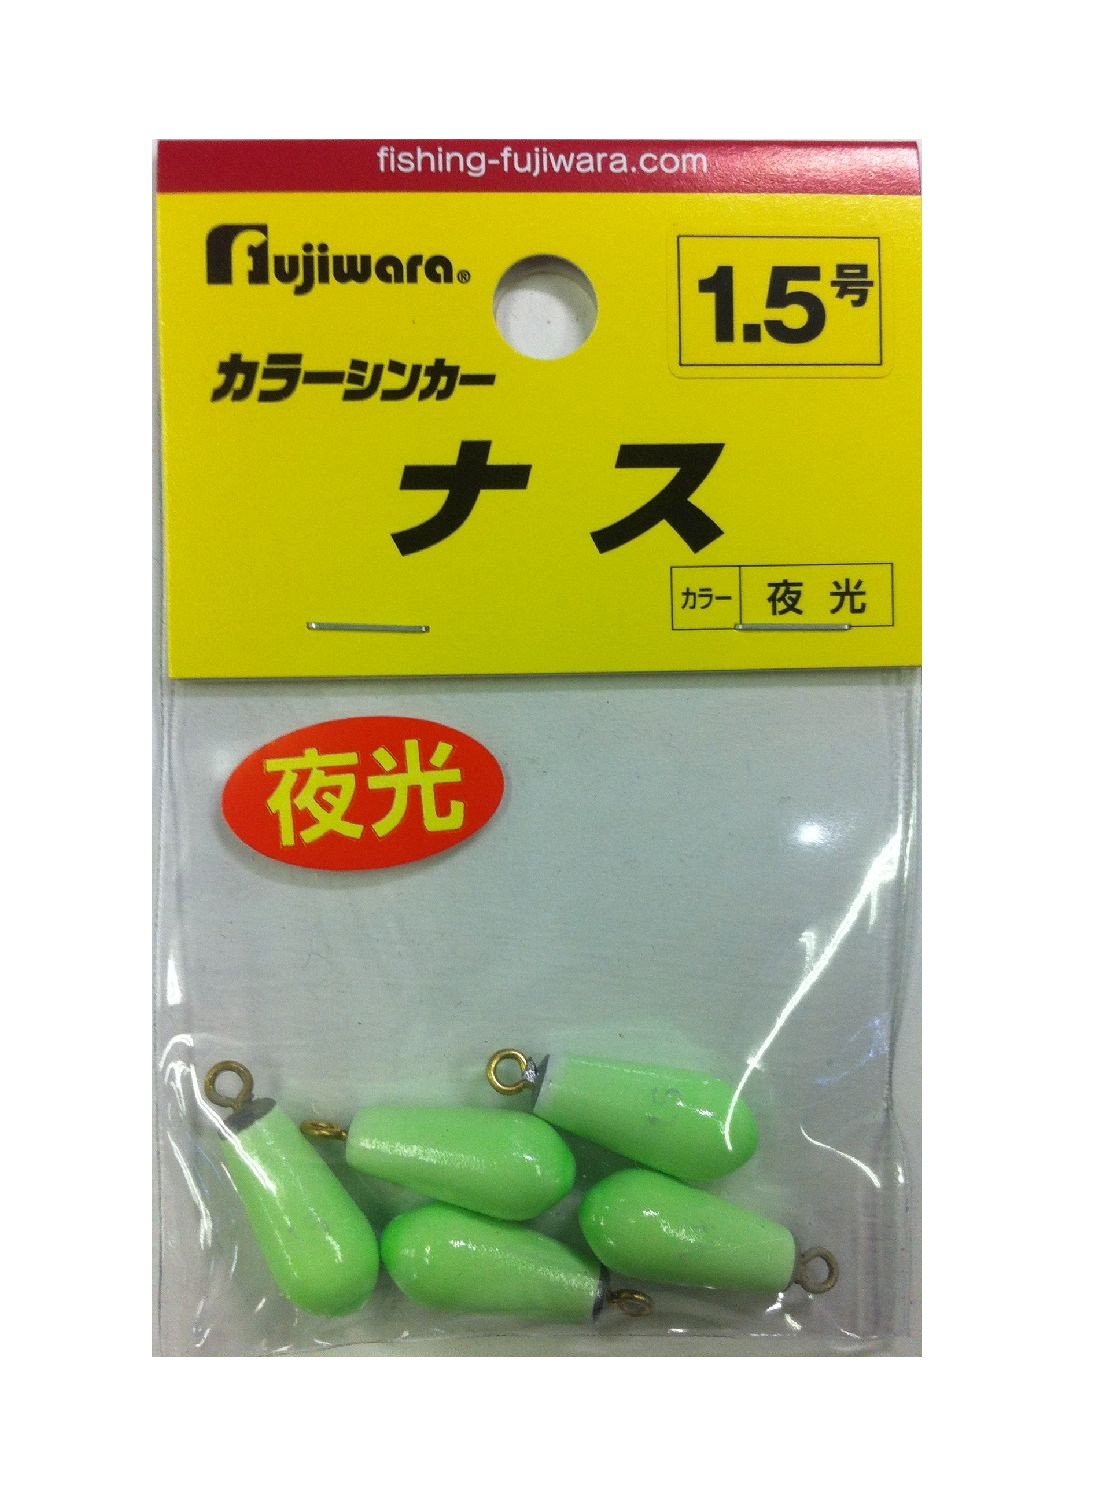 fishing-fujiwara.com
Fujiwara®
1.5号
カラーシンカー
ナス
カラー 夜光
夜光